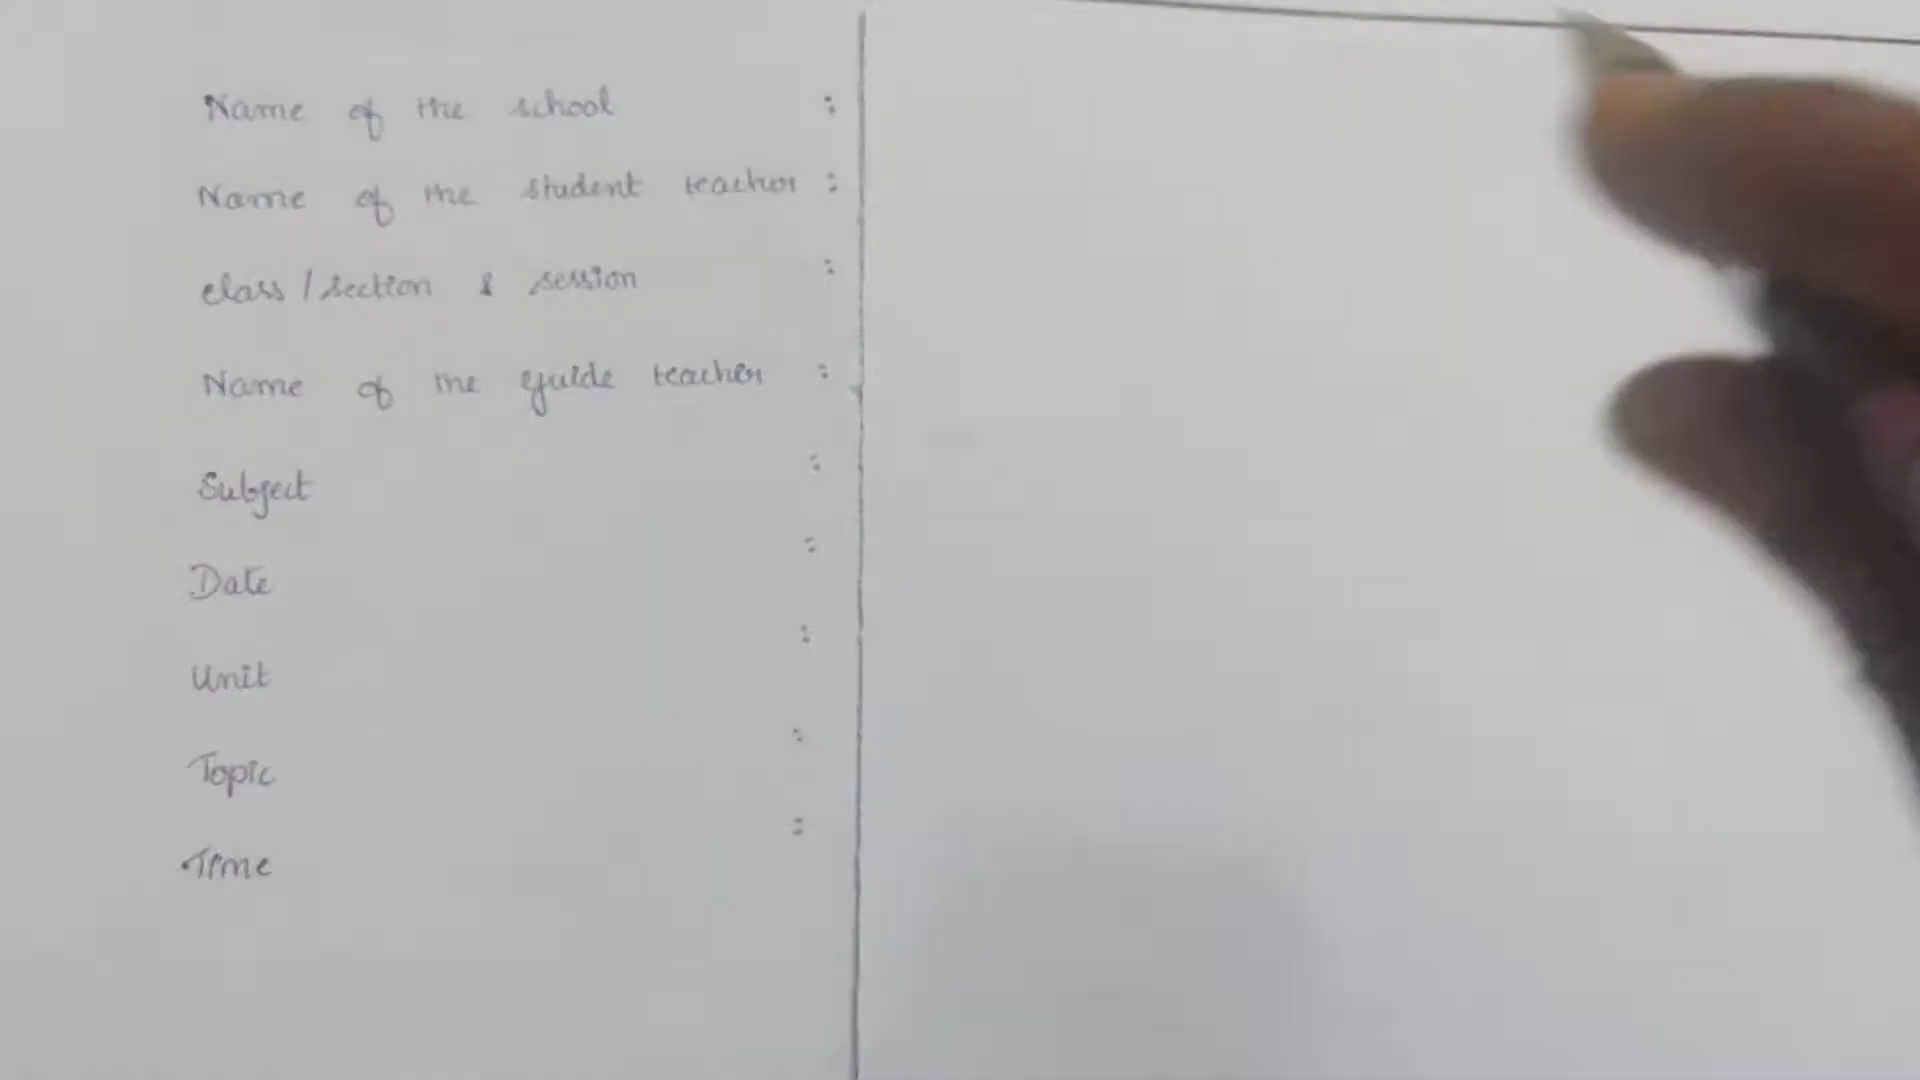 Name of the school :
Name of the student teacher :
class / section & session :
Name of the guide teacher :
Subject :
Date :
Unit :
Topic :
Time :